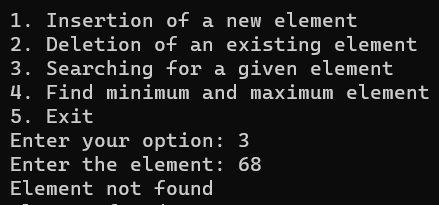 1. Insertion of a new element
2. Deletion of an existing element
3. Searching for a given element
4. Find minimum and maximum element
5. Exit
Enter your option: 3
Enter the element: 68
Element not found